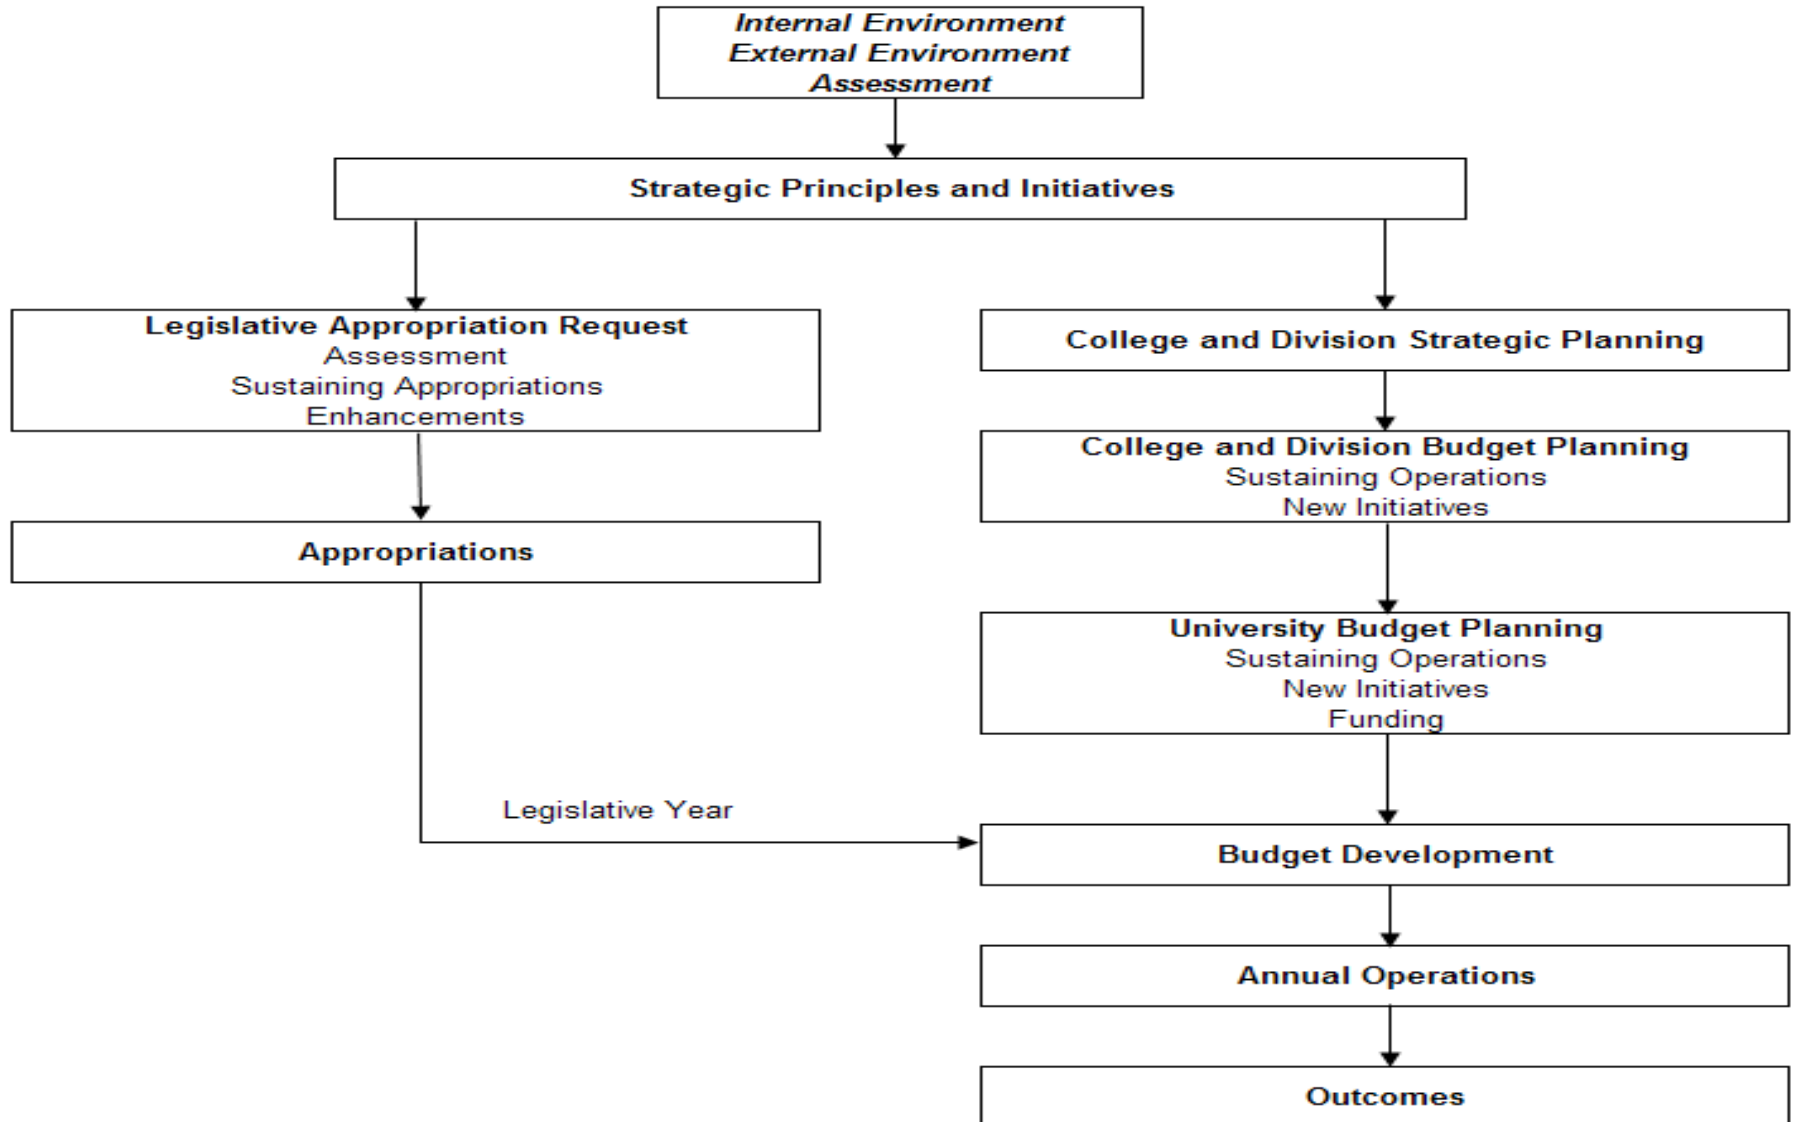 Internal Environment
External Environment
Assessment
Strategic Principles and Initiatives
Legislative Appropriation Request
Assessment
Sustaining Appropriations
Enhancements
College and Division Strategic Planning
College and Division Budget Planning
Sustaining Operations
New Initiatives
Appropriations
University Budget Planning
Sustaining Operations
New Initiatives
Funding
Legislative Year
Budget Development
Annual Operations
Outcomes